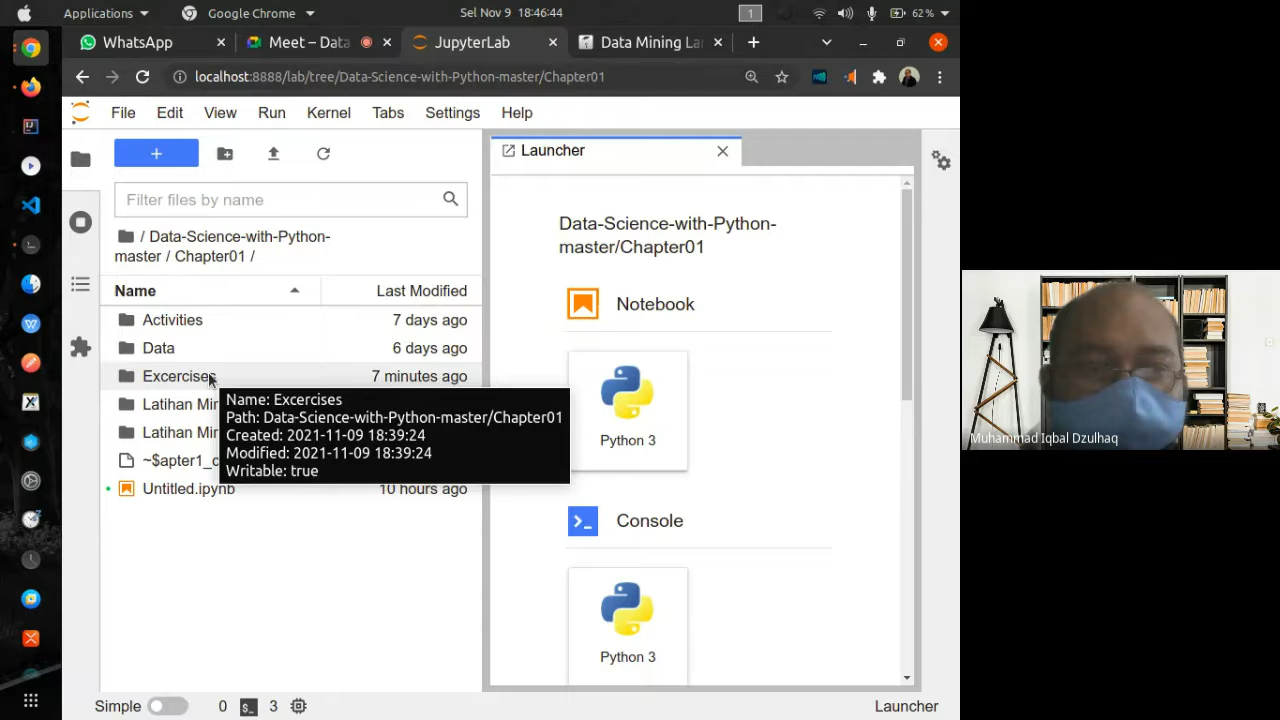 Applications
Google Chrome
Sel Nov 9 18:46:44
1
62 %
WhatsApp
Meet – Data
JupyterLab
Data Mining La
localhost:8888/lab/tree/Data-Science-with-Python-master/Chapter01
File Edit View Run Kernel Tabs Settings Help
Filter files by name
/ Data-Science-with-Python-
master / Chapter01 /
Name Last Modified
Activities 7 days ago
Data 6 days ago
Excercises 7 minutes ago
Latihan Mir
Latihan Mir
~$apter1_c
Untitled.ipynb 10 hours ago
Name: Excercises
Path: Data-Science-with-Python-master/Chapter01
Created: 2021-11-09 18:39:24
Modified: 2021-11-09 18:39:24
Writable: true
Launcher
Data-Science-with-Python-
master/Chapter01
Notebook
Python 3
Console
Python 3
Simple 0 $_ 3
Launcher
Muhammad Iqbal Dzulhaq